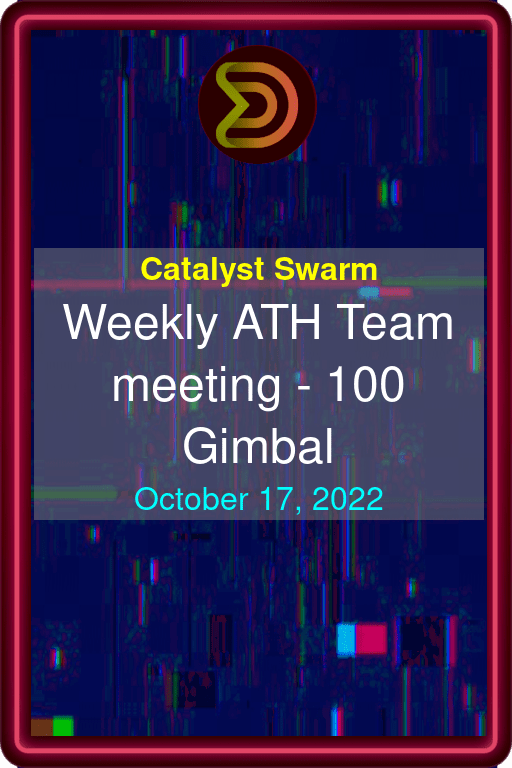 Catalyst Swarm
Weekly ATH Team
meeting - 100
Gimbal
October 17, 2022